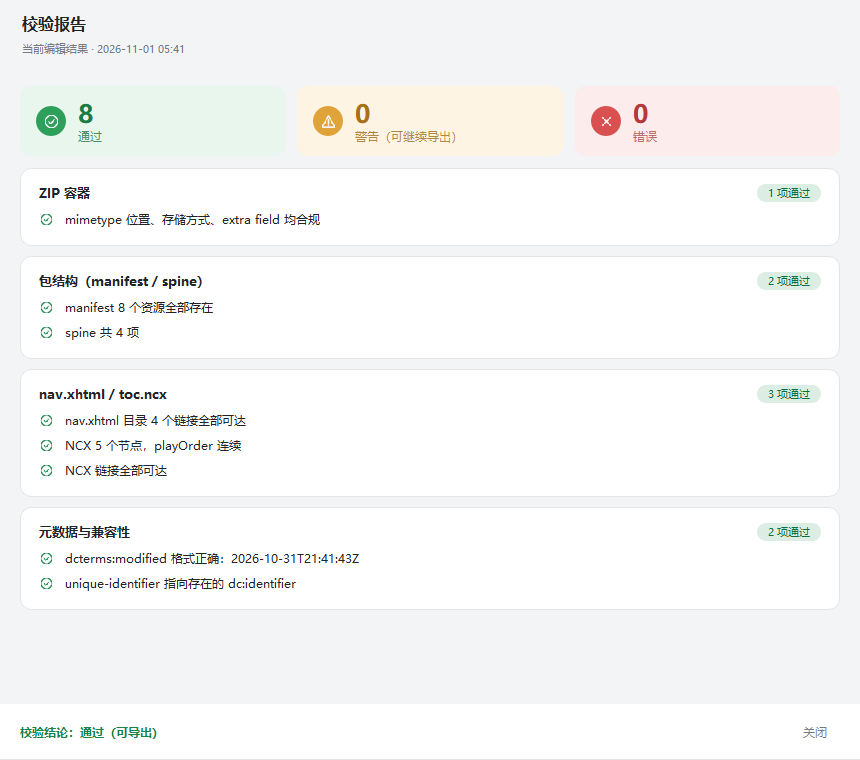 校验报告
当前编辑结果 · 2026-11-01 05:41
8
通过
0
警告（可继续导出）
0
错误
ZIP 容器
1 项通过
mimetype 位置、存储方式、extra field 均合规
包结构（manifest / spine）
2 项通过
manifest 8 个资源全部存在
spine 共 4 项
nav.xhtml / toc.ncx
3 项通过
nav.xhtml 目录 4 个链接全部可达
NCX 5 个节点，playOrder 连续
NCX 链接全部可达
元数据与兼容性
2 项通过
dcterms:modified 格式正确：2026-10-31T21:41:43Z
unique-identifier 指向存在的 dc:identifier
校验结论：通过（可导出）
关闭